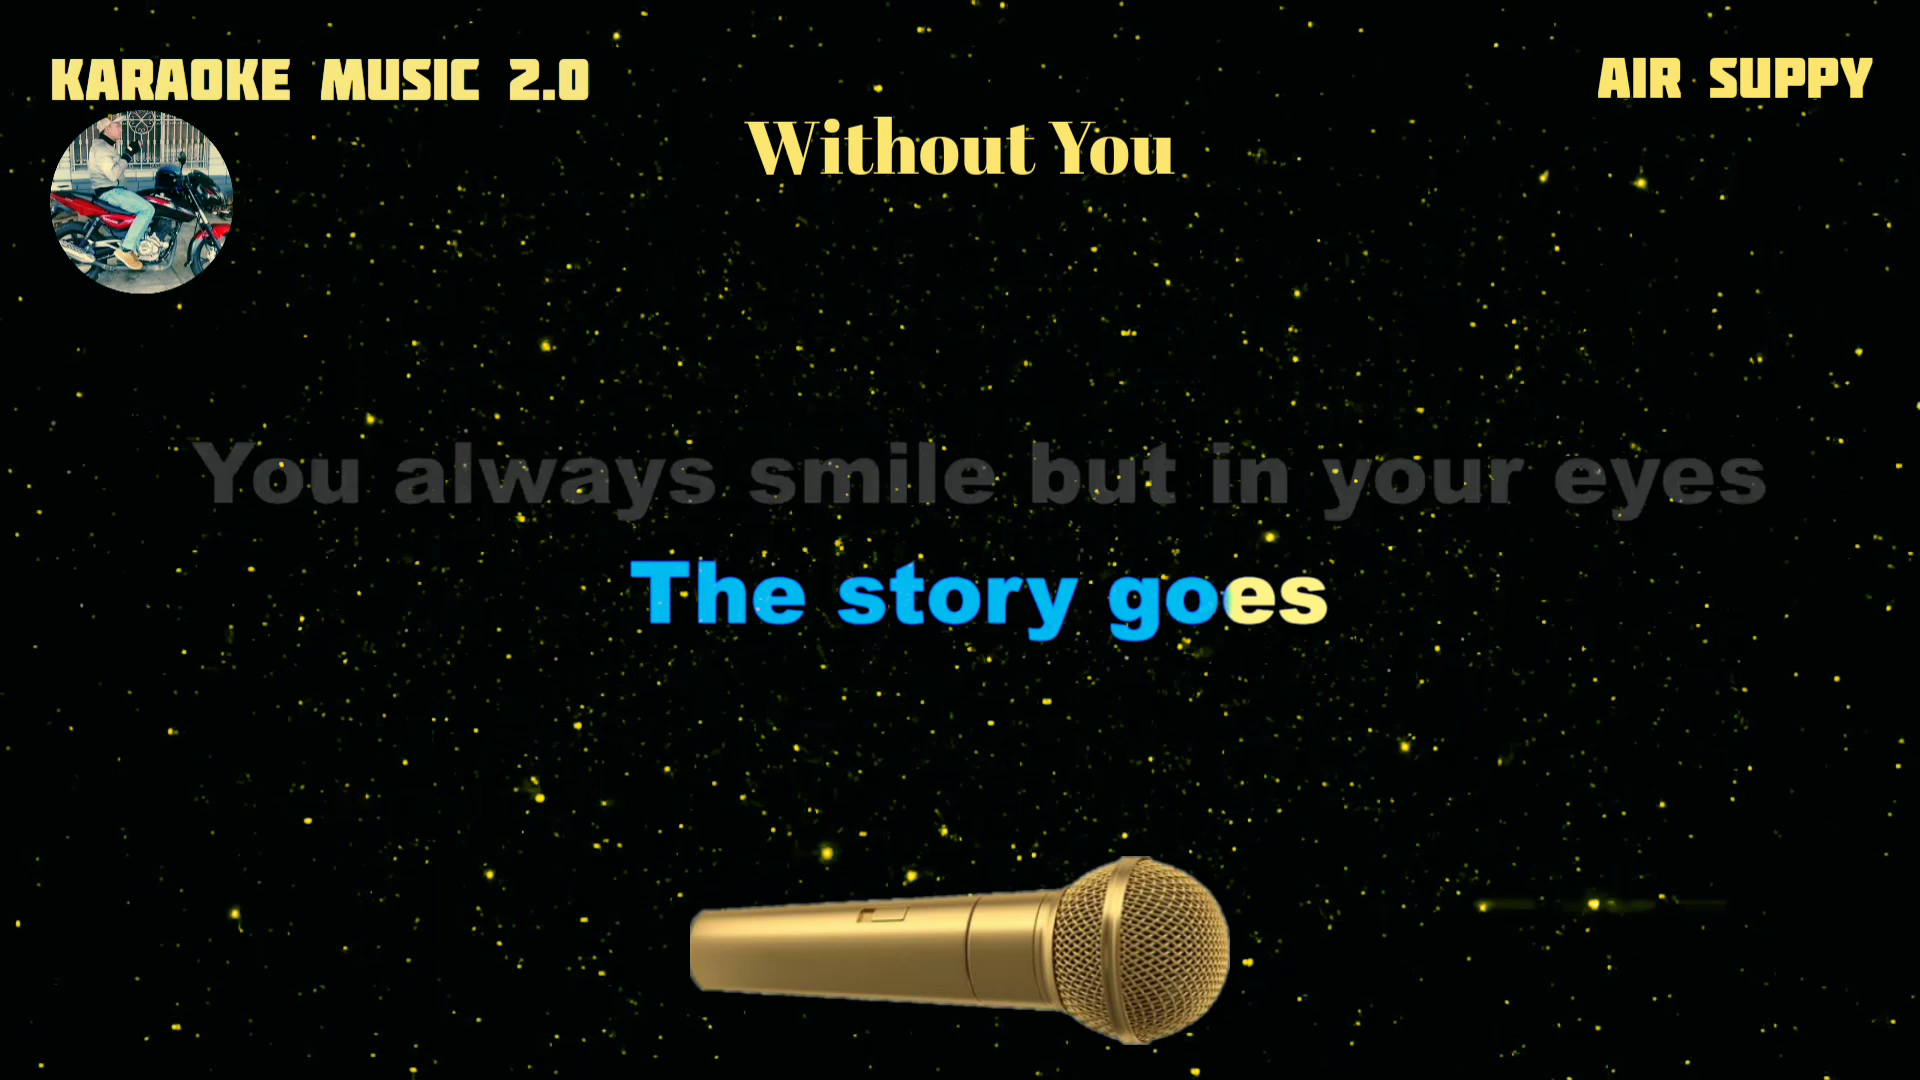 KARAOKE MUSIC 2.0
AIR SUPPY
Without You
You always smile but in your eyes
The story goes